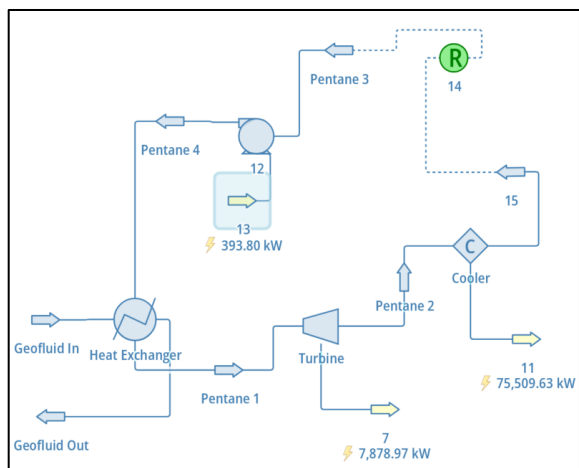 R
14
Pentane 3
Pentane 4
12
13
393.80 kW
15
C
Cooler
Pentane 2
Geofluid In
Heat Exchanger
Turbine
Pentane 1
11
75,509.63 kW
7
7,878.97 kW
Geofluid Out